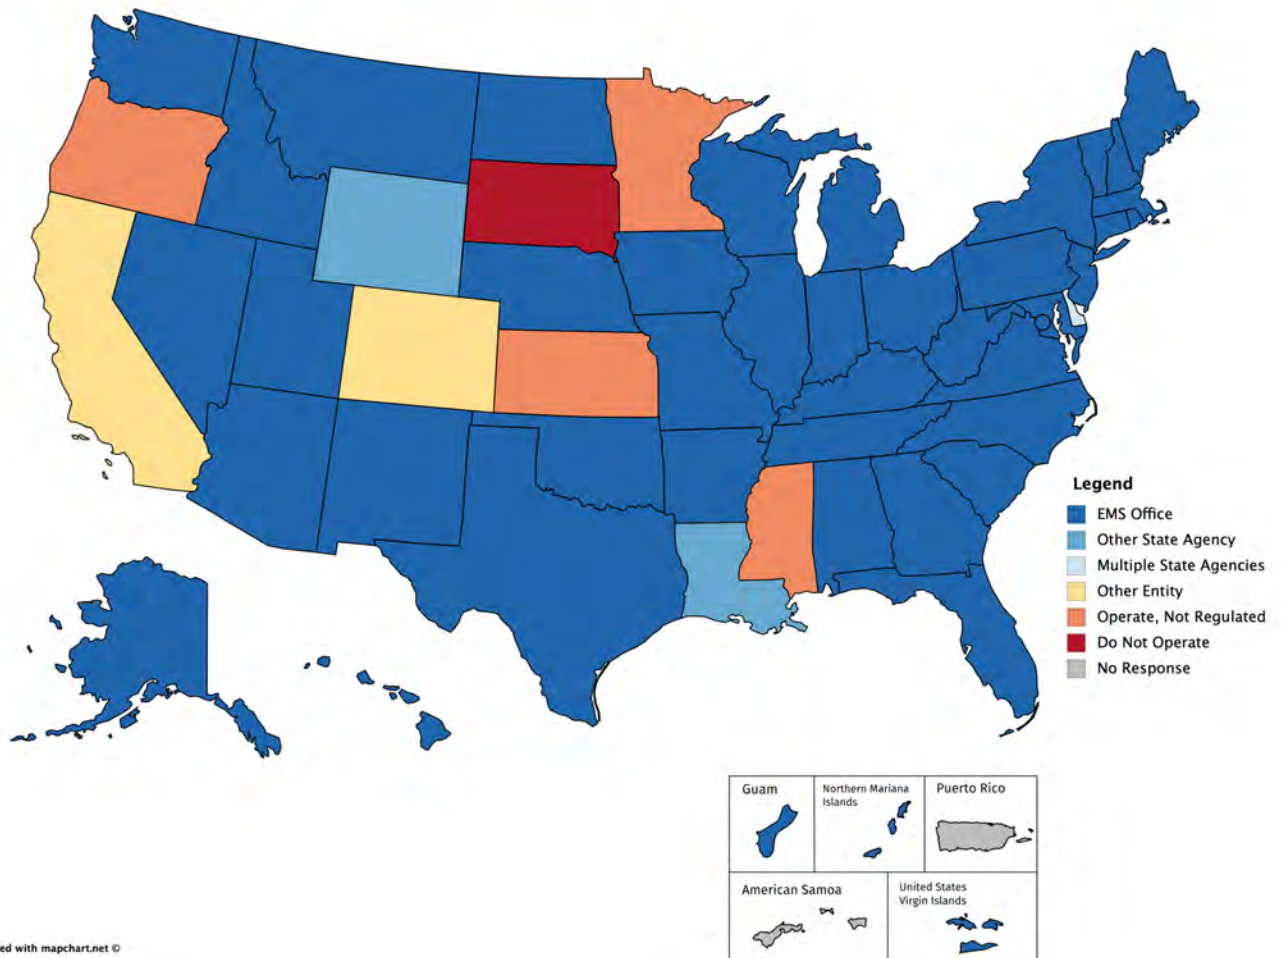 Legend
EMS Office
Other State Agency
Multiple State Agencies
Other Entity
Operate, Not Regulated
Do Not Operate
No Response
Guam
Northern Mariana
Islands
Puerto Rico
American Samoa
United States
Virgin Islands
ed with mapchart.net ©